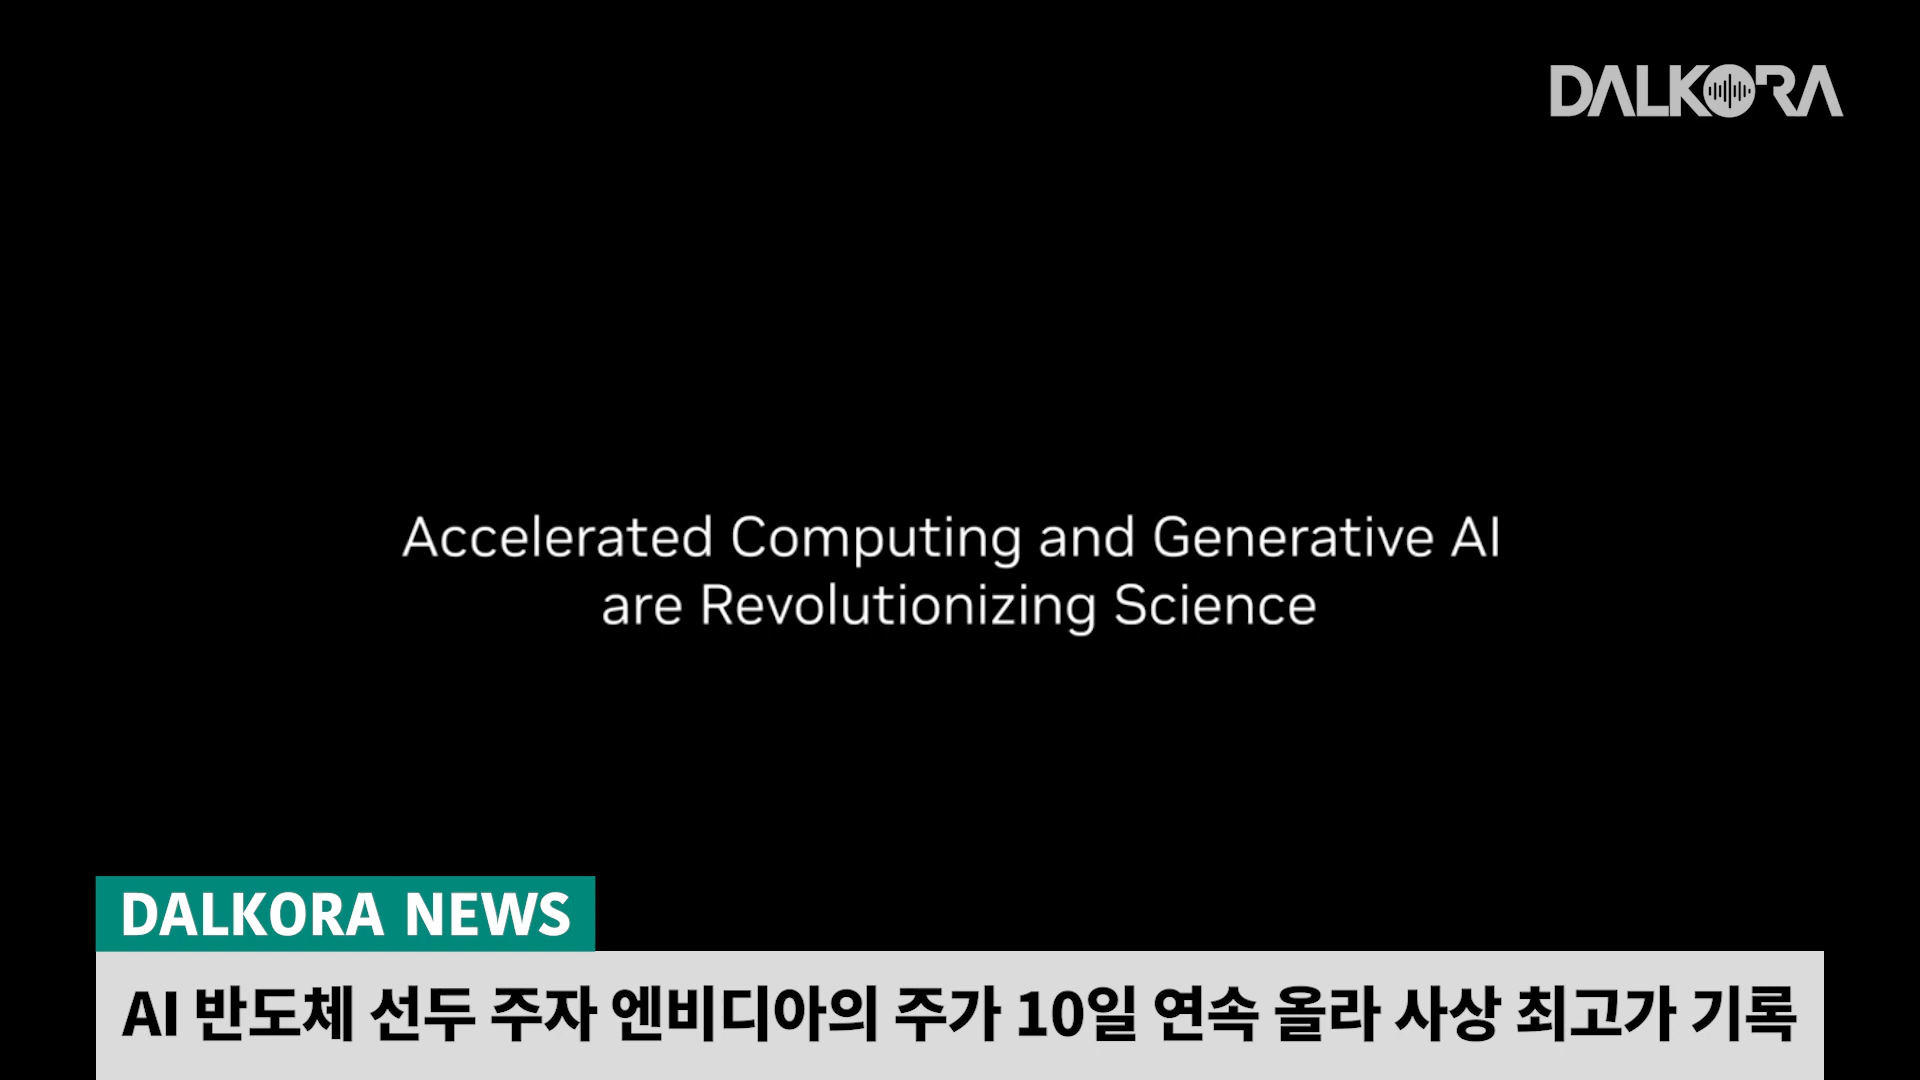 DALKORA
Accelerated Computing and Generative AI
are Revolutionizing Science
DALKORA NEWS
AI 반도체 선두 주자 엔비디아의 주가 10일 연속 올라 사상 최고가 기록